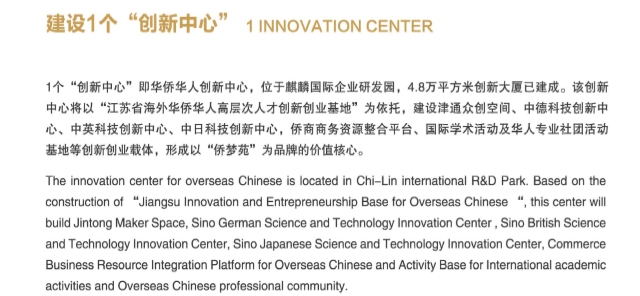 建设1个“创新中心” 1 INNOVATION CENTER
1个“创新中心”即华侨华人创新中心，位于麒麟国际企业研发园，4.8万平方米创新大厦已建成。该创新
中心将以“江苏省海外华侨华人高层次人才创新创业基地”为依托，建设津通众创空间、中德科技创新中
心、中英科技创新中心、中日科技创新中心，侨商商务资源整合平台、国际学术活动及华人专业社团活动
基地等创新创业载体，形成以“侨梦苑”为品牌的价值核心。
The innovation center for overseas Chinese is located in Chi-Lin international R&D Park. Based on the
construction of “Jiangsu Innovation and Entrepreneurship Base for Overseas Chinese “, this center will
build Jintong Maker Space, Sino German Science and Technology Innovation Center , Sino British Science
and Technology Innovation Center, Sino Japanese Science and Technology Innovation Center, Commerce
Business Resource Integration Platform for Overseas Chinese and Activity Base for International academic
activities and Overseas Chinese professional community.